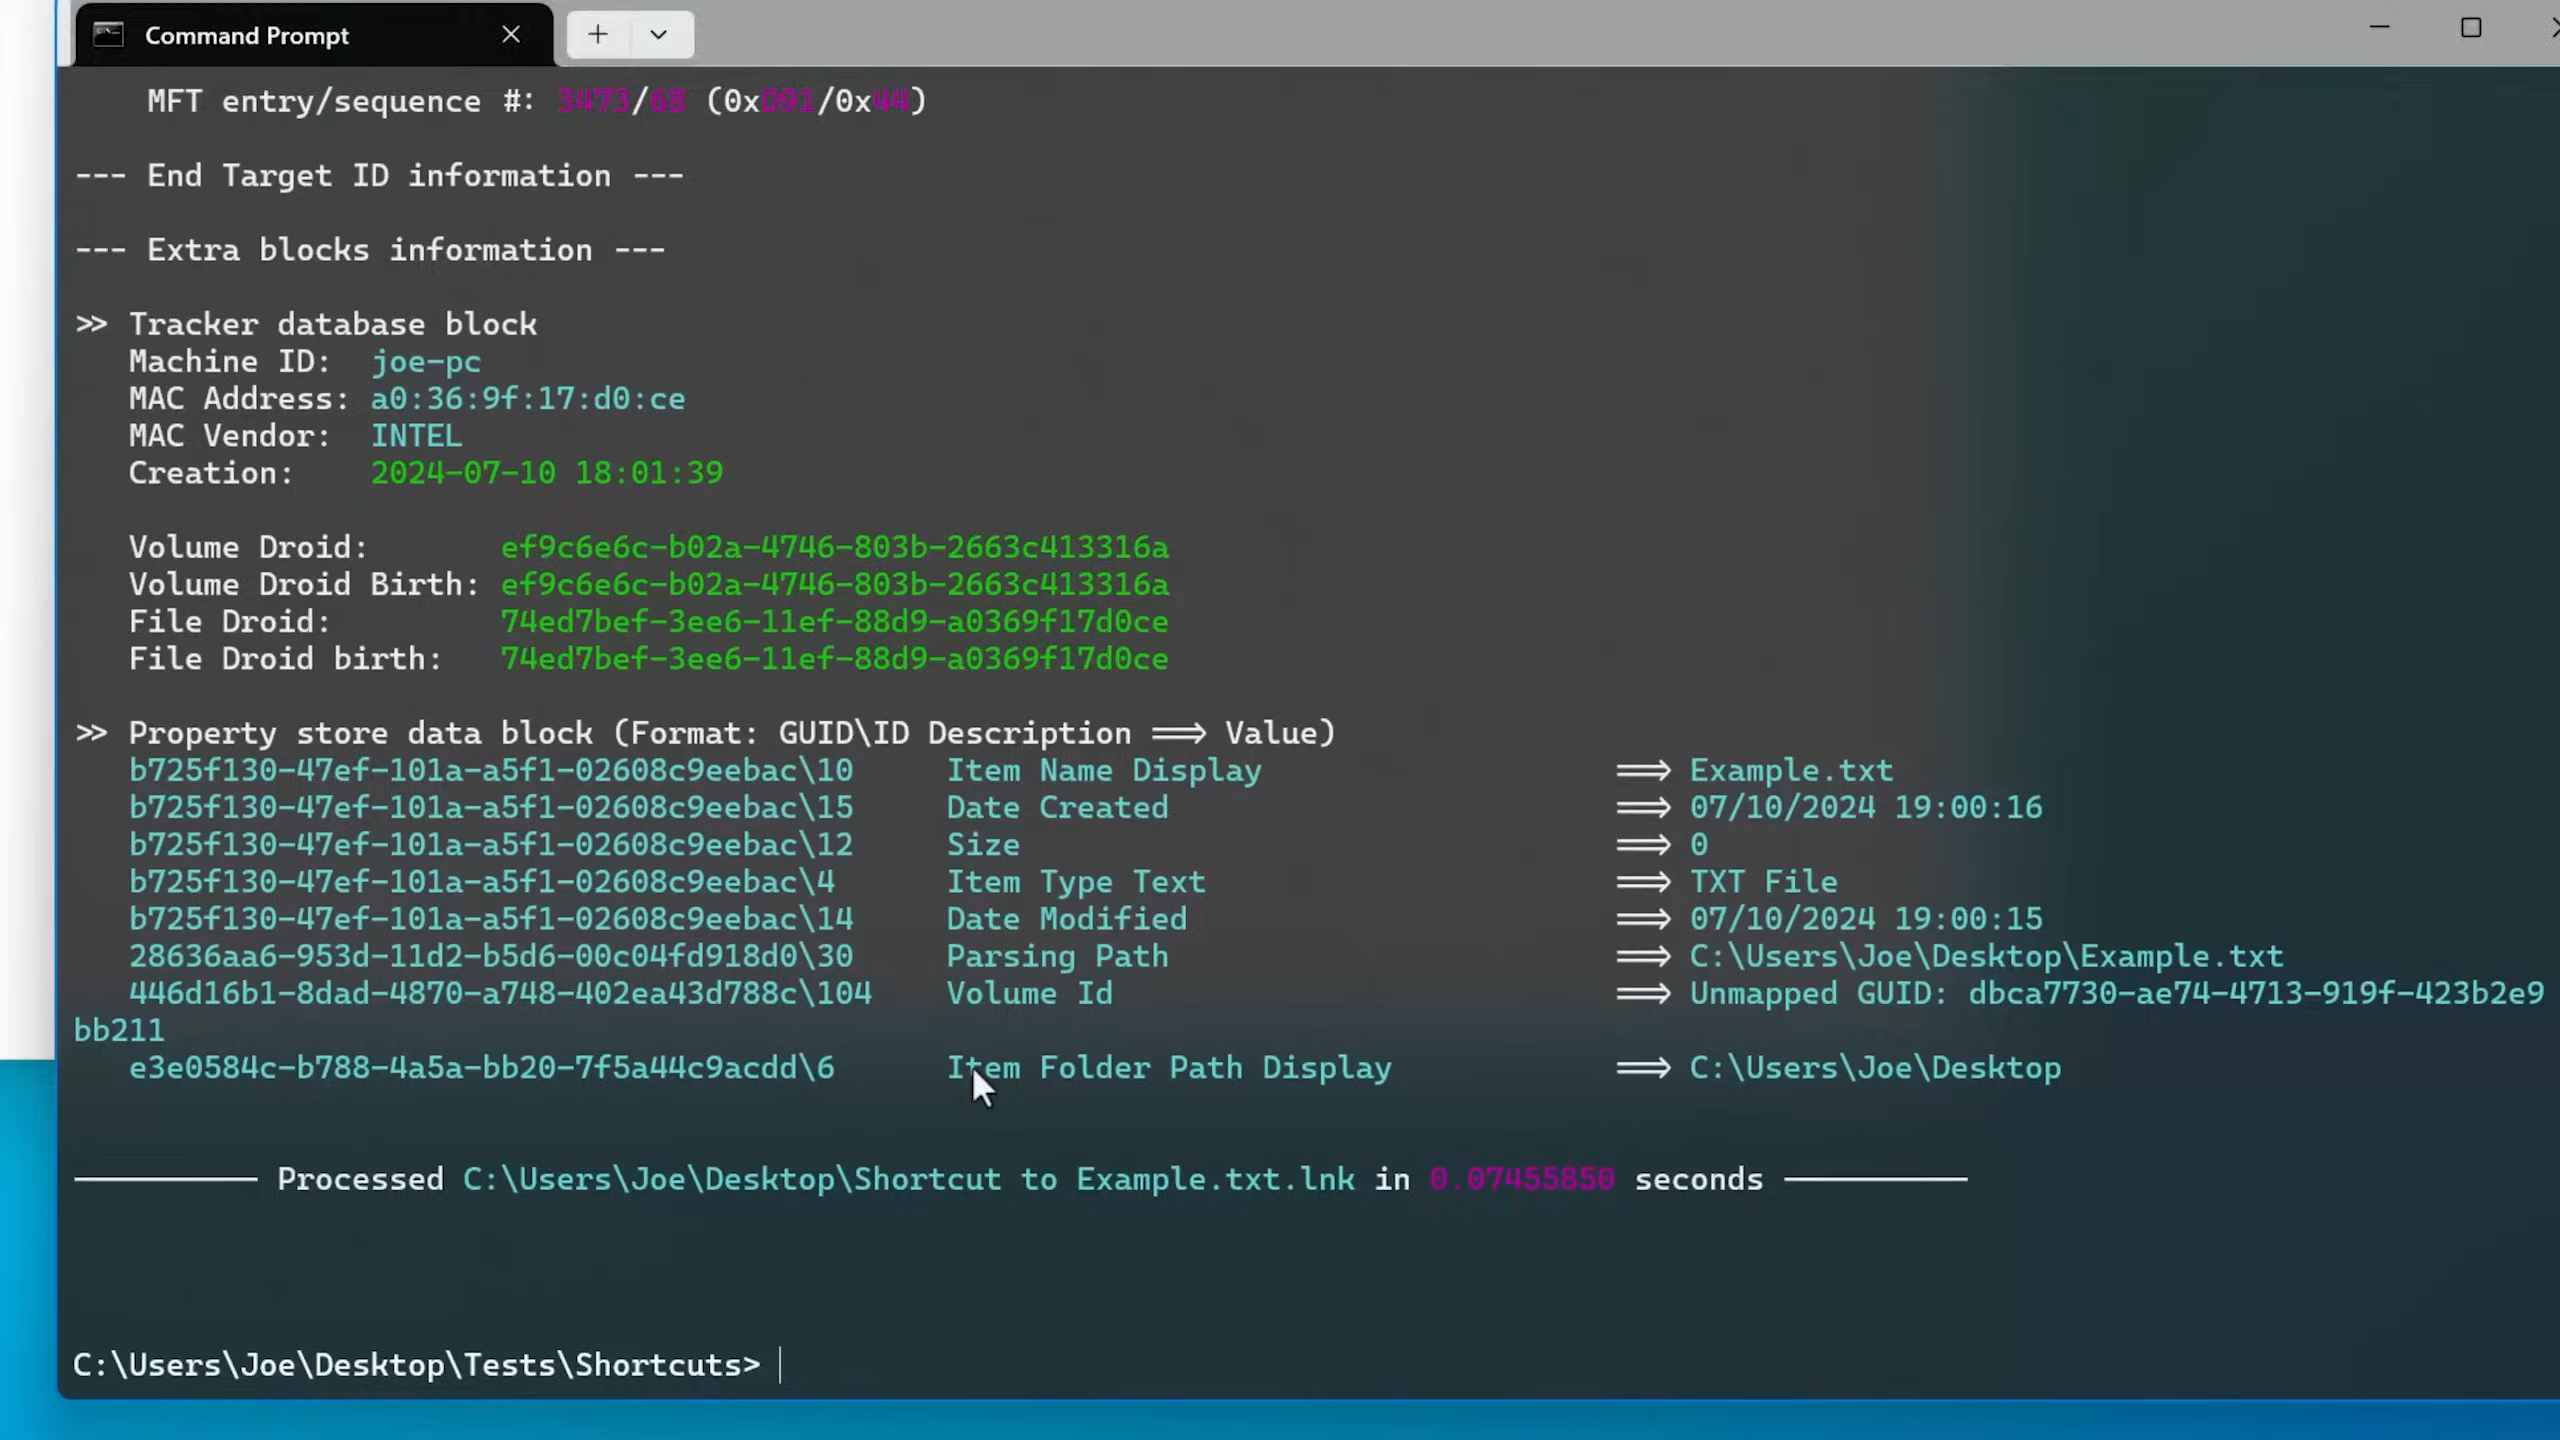 Command Prompt
MFT entry/sequence #: 3473/68 (0xD91/0x44)
--- End Target ID information ---
--- Extra blocks information ---
>> Tracker database block
Machine ID: joe-pc
MAC Address: a0:36:9f:17:d0:ce
MAC Vendor: INTEL
Creation: 2024-07-10 18:01:39
Volume Droid: ef9c6e6c-b02a-4746-803b-2663c413316a
Volume Droid Birth: ef9c6e6c-b02a-4746-803b-2663c413316a
File Droid: 74ed7bef-3ee6-11ef-88d9-a0369f17d0ce
File Droid birth: 74ed7bef-3ee6-11ef-88d9-a0369f17d0ce
>> Property store data block (Format: GUID\ID Description ==> Value)
b725f130-47ef-101a-a5f1-02608c9eebac\10 Item Name Display ==> Example.txt
b725f130-47ef-101a-a5f1-02608c9eebac\15 Date Created ==> 07/10/2024 19:00:16
b725f130-47ef-101a-a5f1-02608c9eebac\12 Size ==> 0
b725f130-47ef-101a-a5f1-02608c9eebac\4 Item Type Text ==> TXT File
b725f130-47ef-101a-a5f1-02608c9eebac\14 Date Modified ==> 07/10/2024 19:00:15
28636aa6-953d-11d2-b5d6-00c04fd918d0\30 Parsing Path ==> C:\Users\Joe\Desktop\Example.txt
446d16b1-8dad-4870-a748-402ea43d788c\104 Volume Id ==> Unmapped GUID: dbca7730-ae74-4713-919f-423b2e9
bb211
e3e0584c-b788-4a5a-bb20-7f5a44c9acdd\6 Item Folder Path Display ==> C:\Users\Joe\Desktop
---------- Processed C:\Users\Joe\Desktop\Shortcut to Example.txt.lnk in 0.07455850 seconds ----------
C:\Users\Joe\Desktop\Tests\Shortcuts>